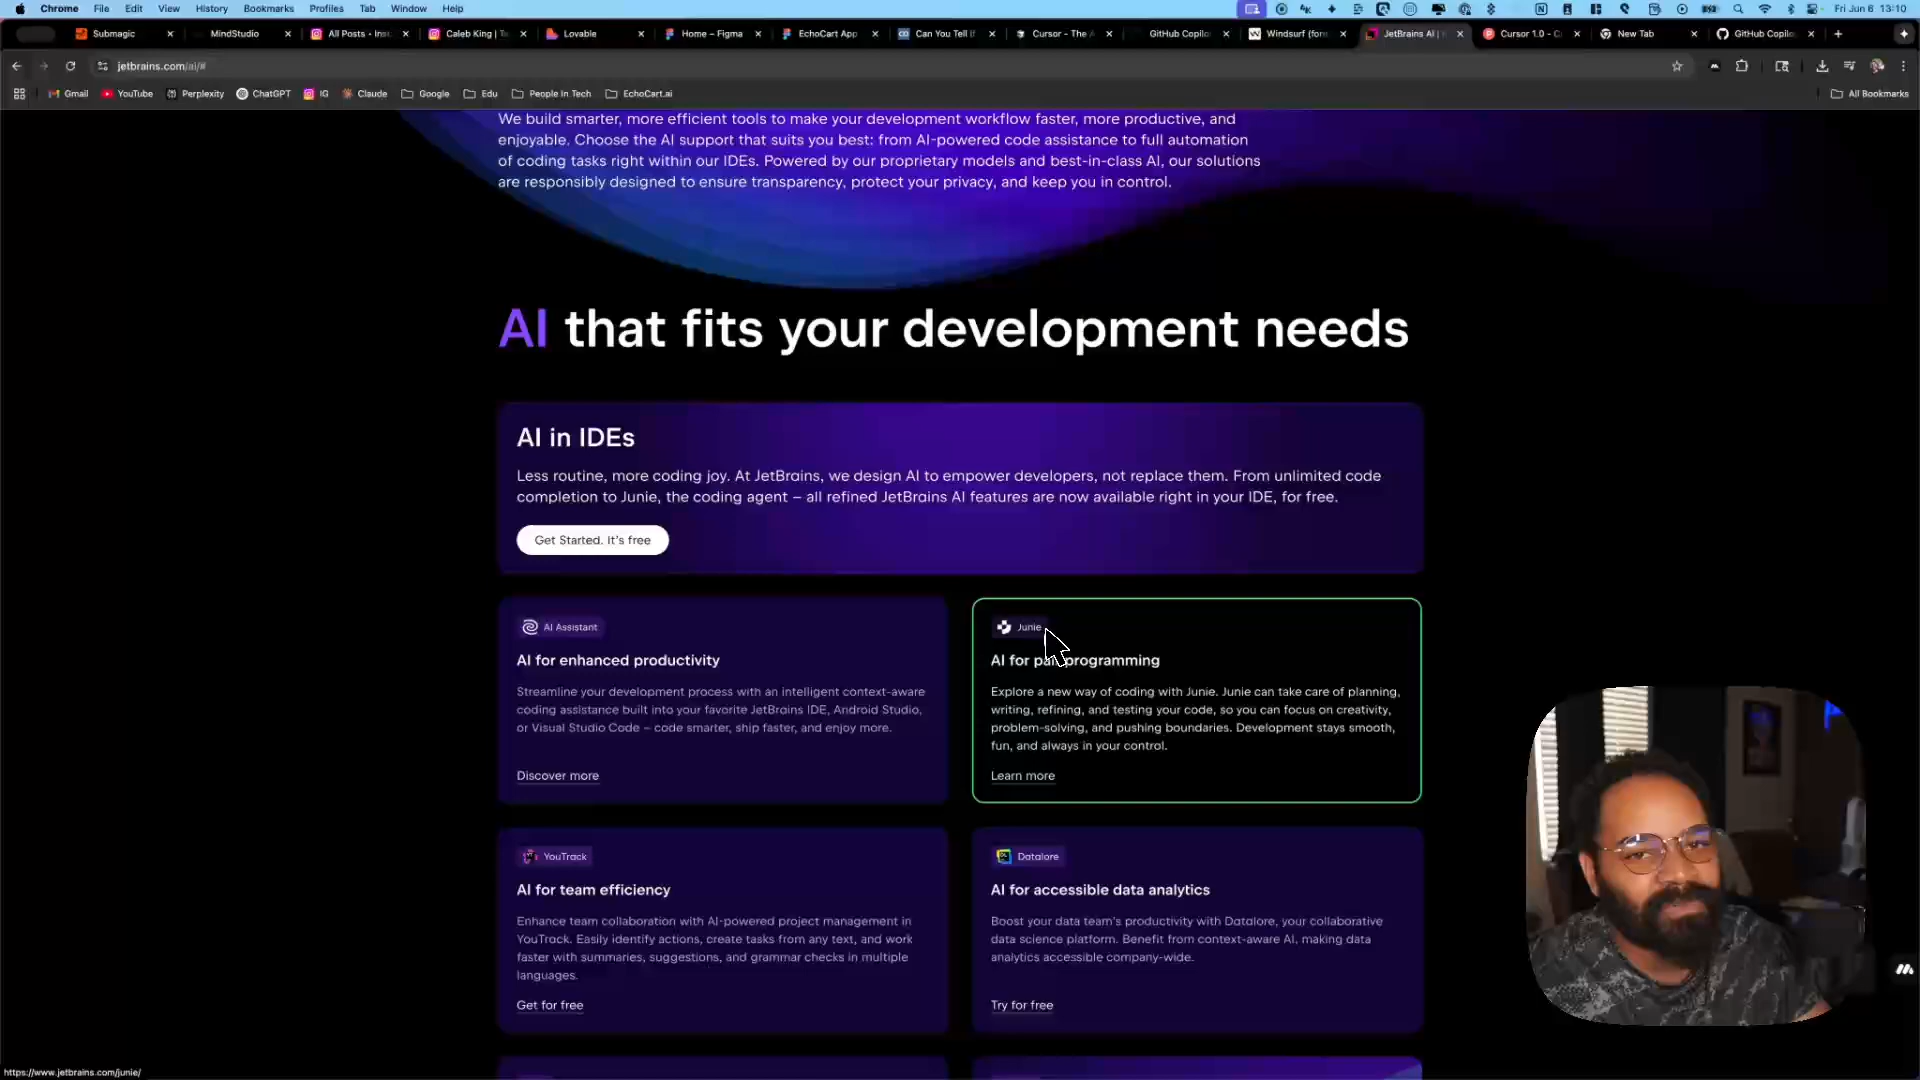 Chrome File Edit View History Bookmarks Profiles Tab Window Help Fri Jun 6 13:10
Submagic MindStudio All Posts - Ins Caleb King | T Lovable Home – Figma EchoCart App Can You Tell If Cursor - The A GitHub Copilo Windsurf (for JetBrains AI | Cursor 1.0 - C New Tab GitHub Copilo
jetbrains.com/ai/#
Gmail YouTube Perplexity ChatGPT IG Claude Google Edu People In Tech EchoCart.ai All Bookmarks
We build smarter, more efficient tools to make your development workflow faster, more productive, and
enjoyable. Choose the AI support that suits you best: from AI-powered code assistance to full automation
of coding tasks right within our IDEs. Powered by our proprietary models and best-in-class AI, our solutions
are responsibly designed to ensure transparency, protect your privacy, and keep you in control.
AI that fits your development needs
AI in IDEs
Less routine, more coding joy. At JetBrains, we design AI to empower developers, not replace them. From unlimited code
completion to Junie, the coding agent – all refined JetBrains AI features are now available right in your IDE, for free.
Get Started. It's free
AI Assistant
AI for enhanced productivity
Streamline your development process with an intelligent context-aware
coding assistance built into your favorite JetBrains IDE, Android Studio,
or Visual Studio Code – code smarter, ship faster, and enjoy more.
Discover more
Junie
AI for pair programming
Explore a new way of coding with Junie. Junie can take care of planning,
writing, refining, and testing your code, so you can focus on creativity,
problem-solving, and pushing boundaries. Development stays smooth,
fun, and always in your control.
Learn more
YouTrack
AI for team efficiency
Enhance team collaboration with AI-powered project management in
YouTrack. Easily identify actions, create tasks from any text, and work
faster with summaries, suggestions, and grammar checks in multiple
languages.
Get for free
Datalore
AI for accessible data analytics
Boost your data team's productivity with Datalore, your collaborative
data science platform. Benefit from context-aware AI, making data
analytics accessible company-wide.
Try for free
https://www.jetbrains.com/junie/